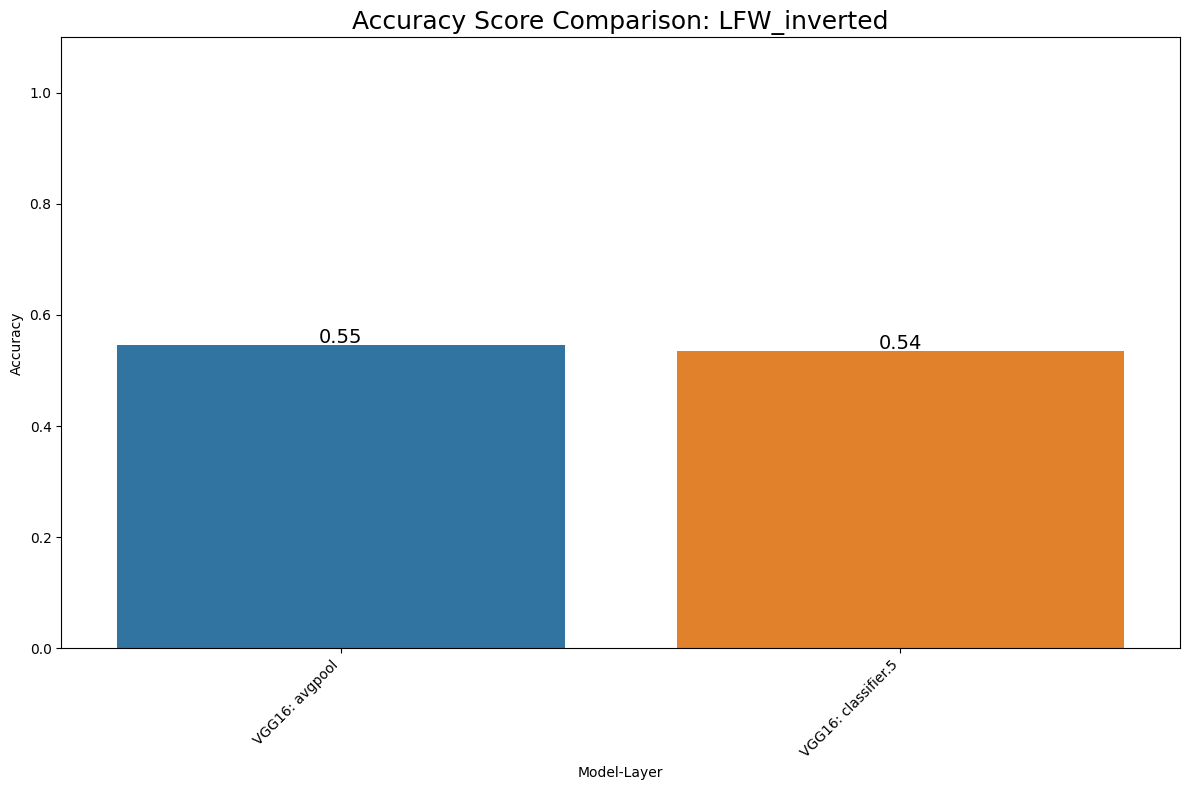 Accuracy Score Comparison: LFW_inverted
1.0
0.8
0.6
0.4
0.2
0.0
Accuracy
0.55
0.54
VGG16: avgpool
VGG16: classifier.5
Model-Layer